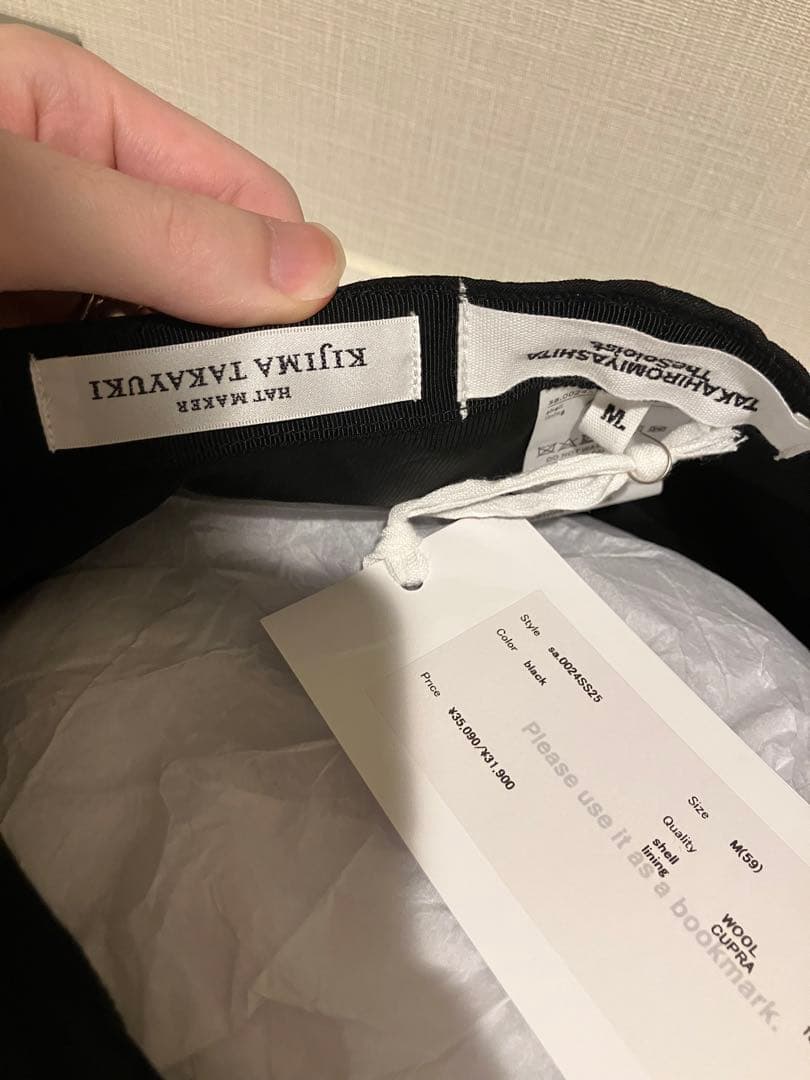 HAT MAKER
KIJIMA TAKAYUKI
TAKAHIROMIYASHITA
TheSoloist.
M.
Style sa.0024SS25
Color black
Price ¥35,090/¥31,900
Size M(59)
Quality
shell WOOL
lining CUPRA
Please use it as a bookmark.